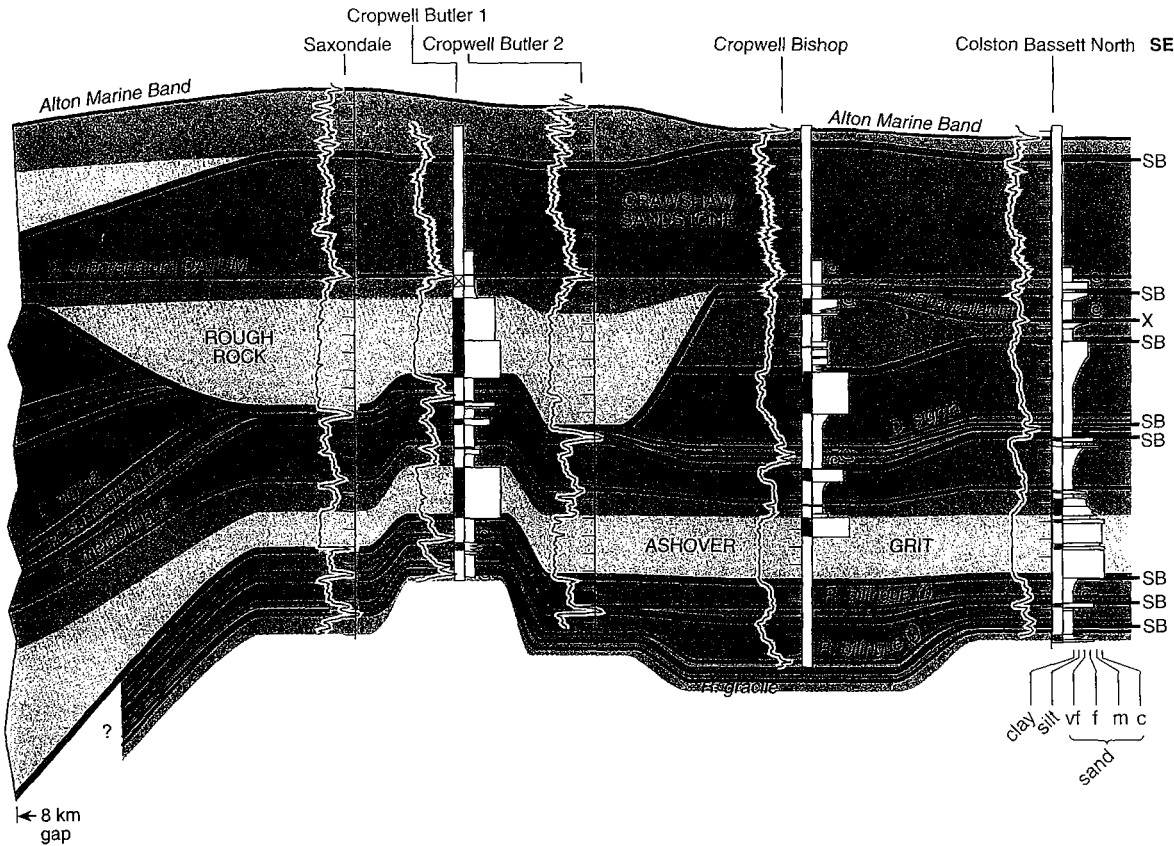 Cropwell Butler 1
Saxondale
Cropwell Butler 2
Cropwell Bishop
Colston Bassett North SE
Alton Marine Band
Alton Marine Band
SB
CRAWSHAW
SANDSTONE
SB
X
SB
ROUGH
ROCK
SB
SB
ASHOVER
GRIT
SB
SB
SB
R. gracile
clay
silt
vf
f
m
c
sand
?
8 km
gap